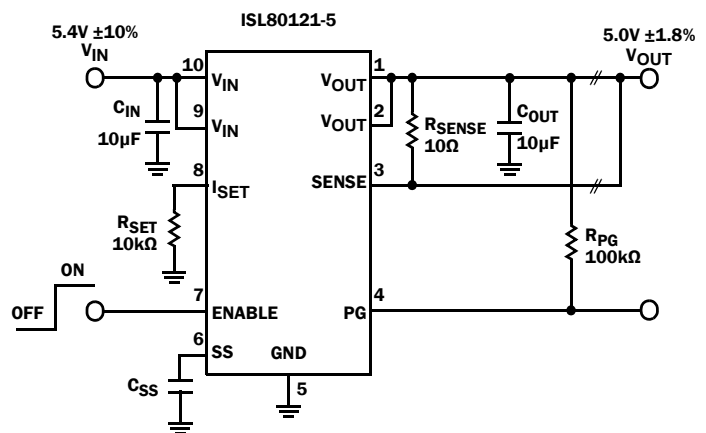 ISL80121-5
5.4V ±10%
VIN
5.0V ±1.8%
VOUT
10
VIN
9
VIN
CIN
10µF
8
ISET
RSET
10kΩ
ON
OFF
7
ENABLE
6
SS
CSS
GND
5
1
VOUT
2
VOUT
RSENSE
10Ω
COUT
10µF
3
SENSE
RPG
100kΩ
4
PG